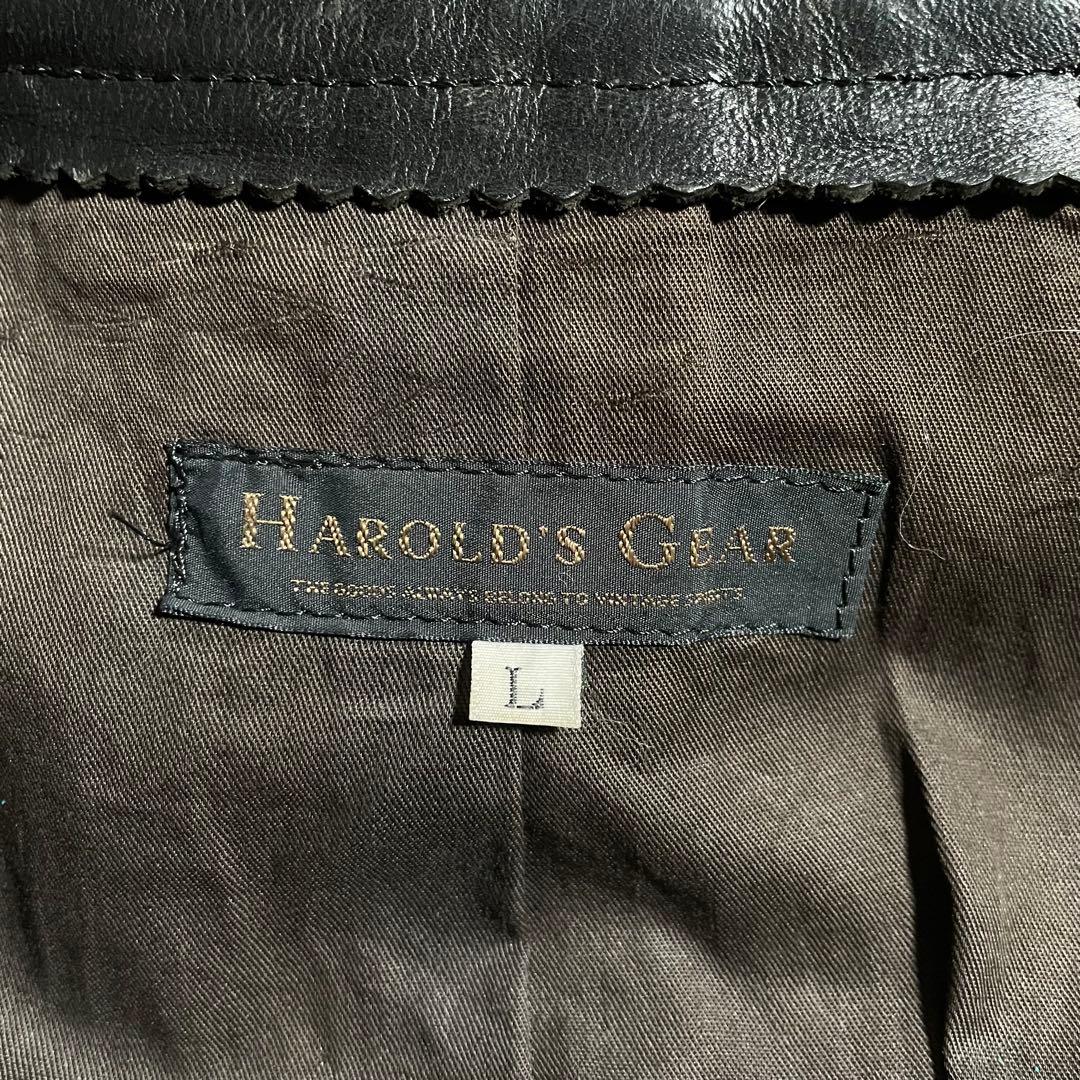 HAROLD'S GEAR
THE GOODS ALWAYS BELONG TO VINTAGE SPIRITS
L